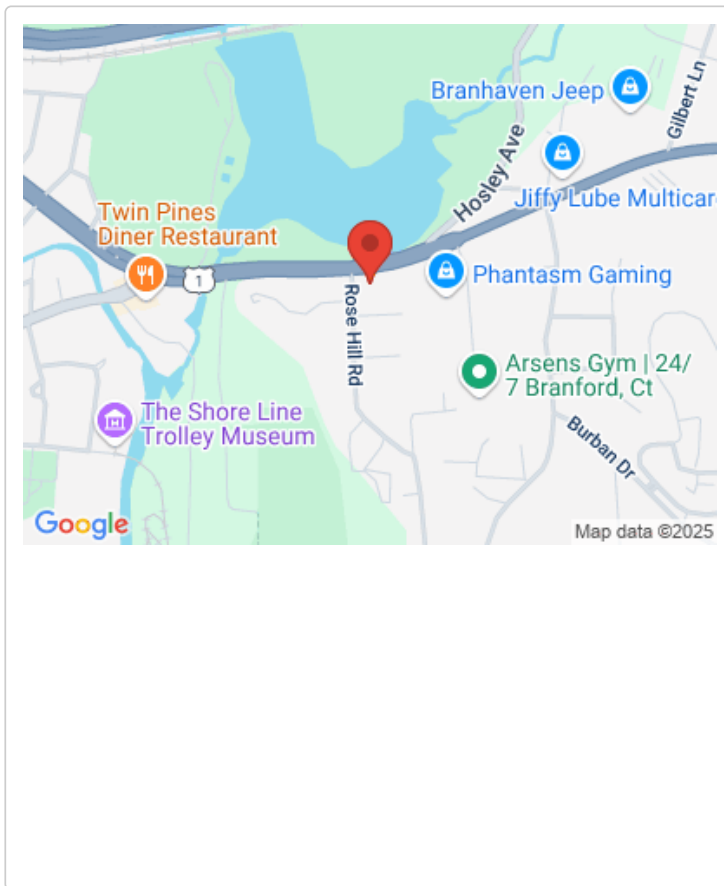 Branhaven Jeep
Gilbert Ln
Hosley Ave
Jiffy Lube Multicar
Twin Pines
Diner Restaurant
1
Phantasm Gaming
Rose Hill Rd
Arsens Gym | 24/
7 Branford, Ct
The Shore Line
Trolley Museum
Burban Dr
Google
Map data ©2025